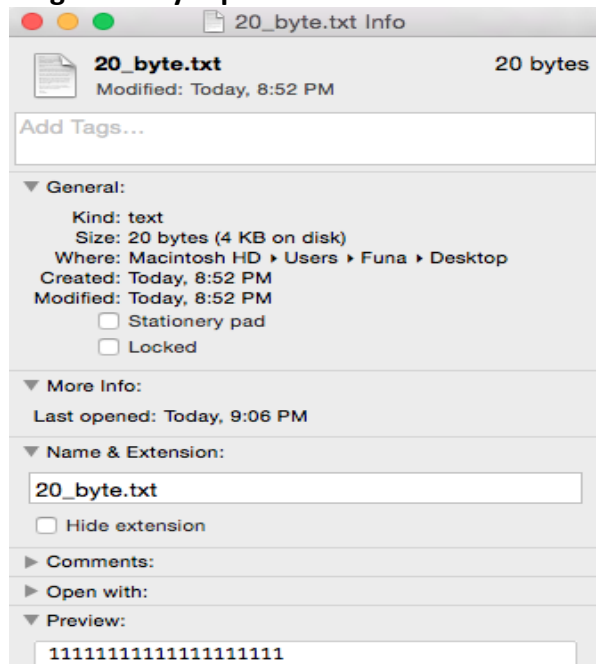 20_byte.txt Info
20_byte.txt 20 bytes
Modified: Today, 8:52 PM
Add Tags...
General:
Kind: text
Size: 20 bytes (4 KB on disk)
Where: Macintosh HD ▸ Users ▸ Funa ▸ Desktop
Created: Today, 8:52 PM
Modified: Today, 8:52 PM
Stationery pad
Locked
More Info:
Last opened: Today, 9:06 PM
Name & Extension:
20_byte.txt
Hide extension
Comments:
Open with:
Preview:
11111111111111111111